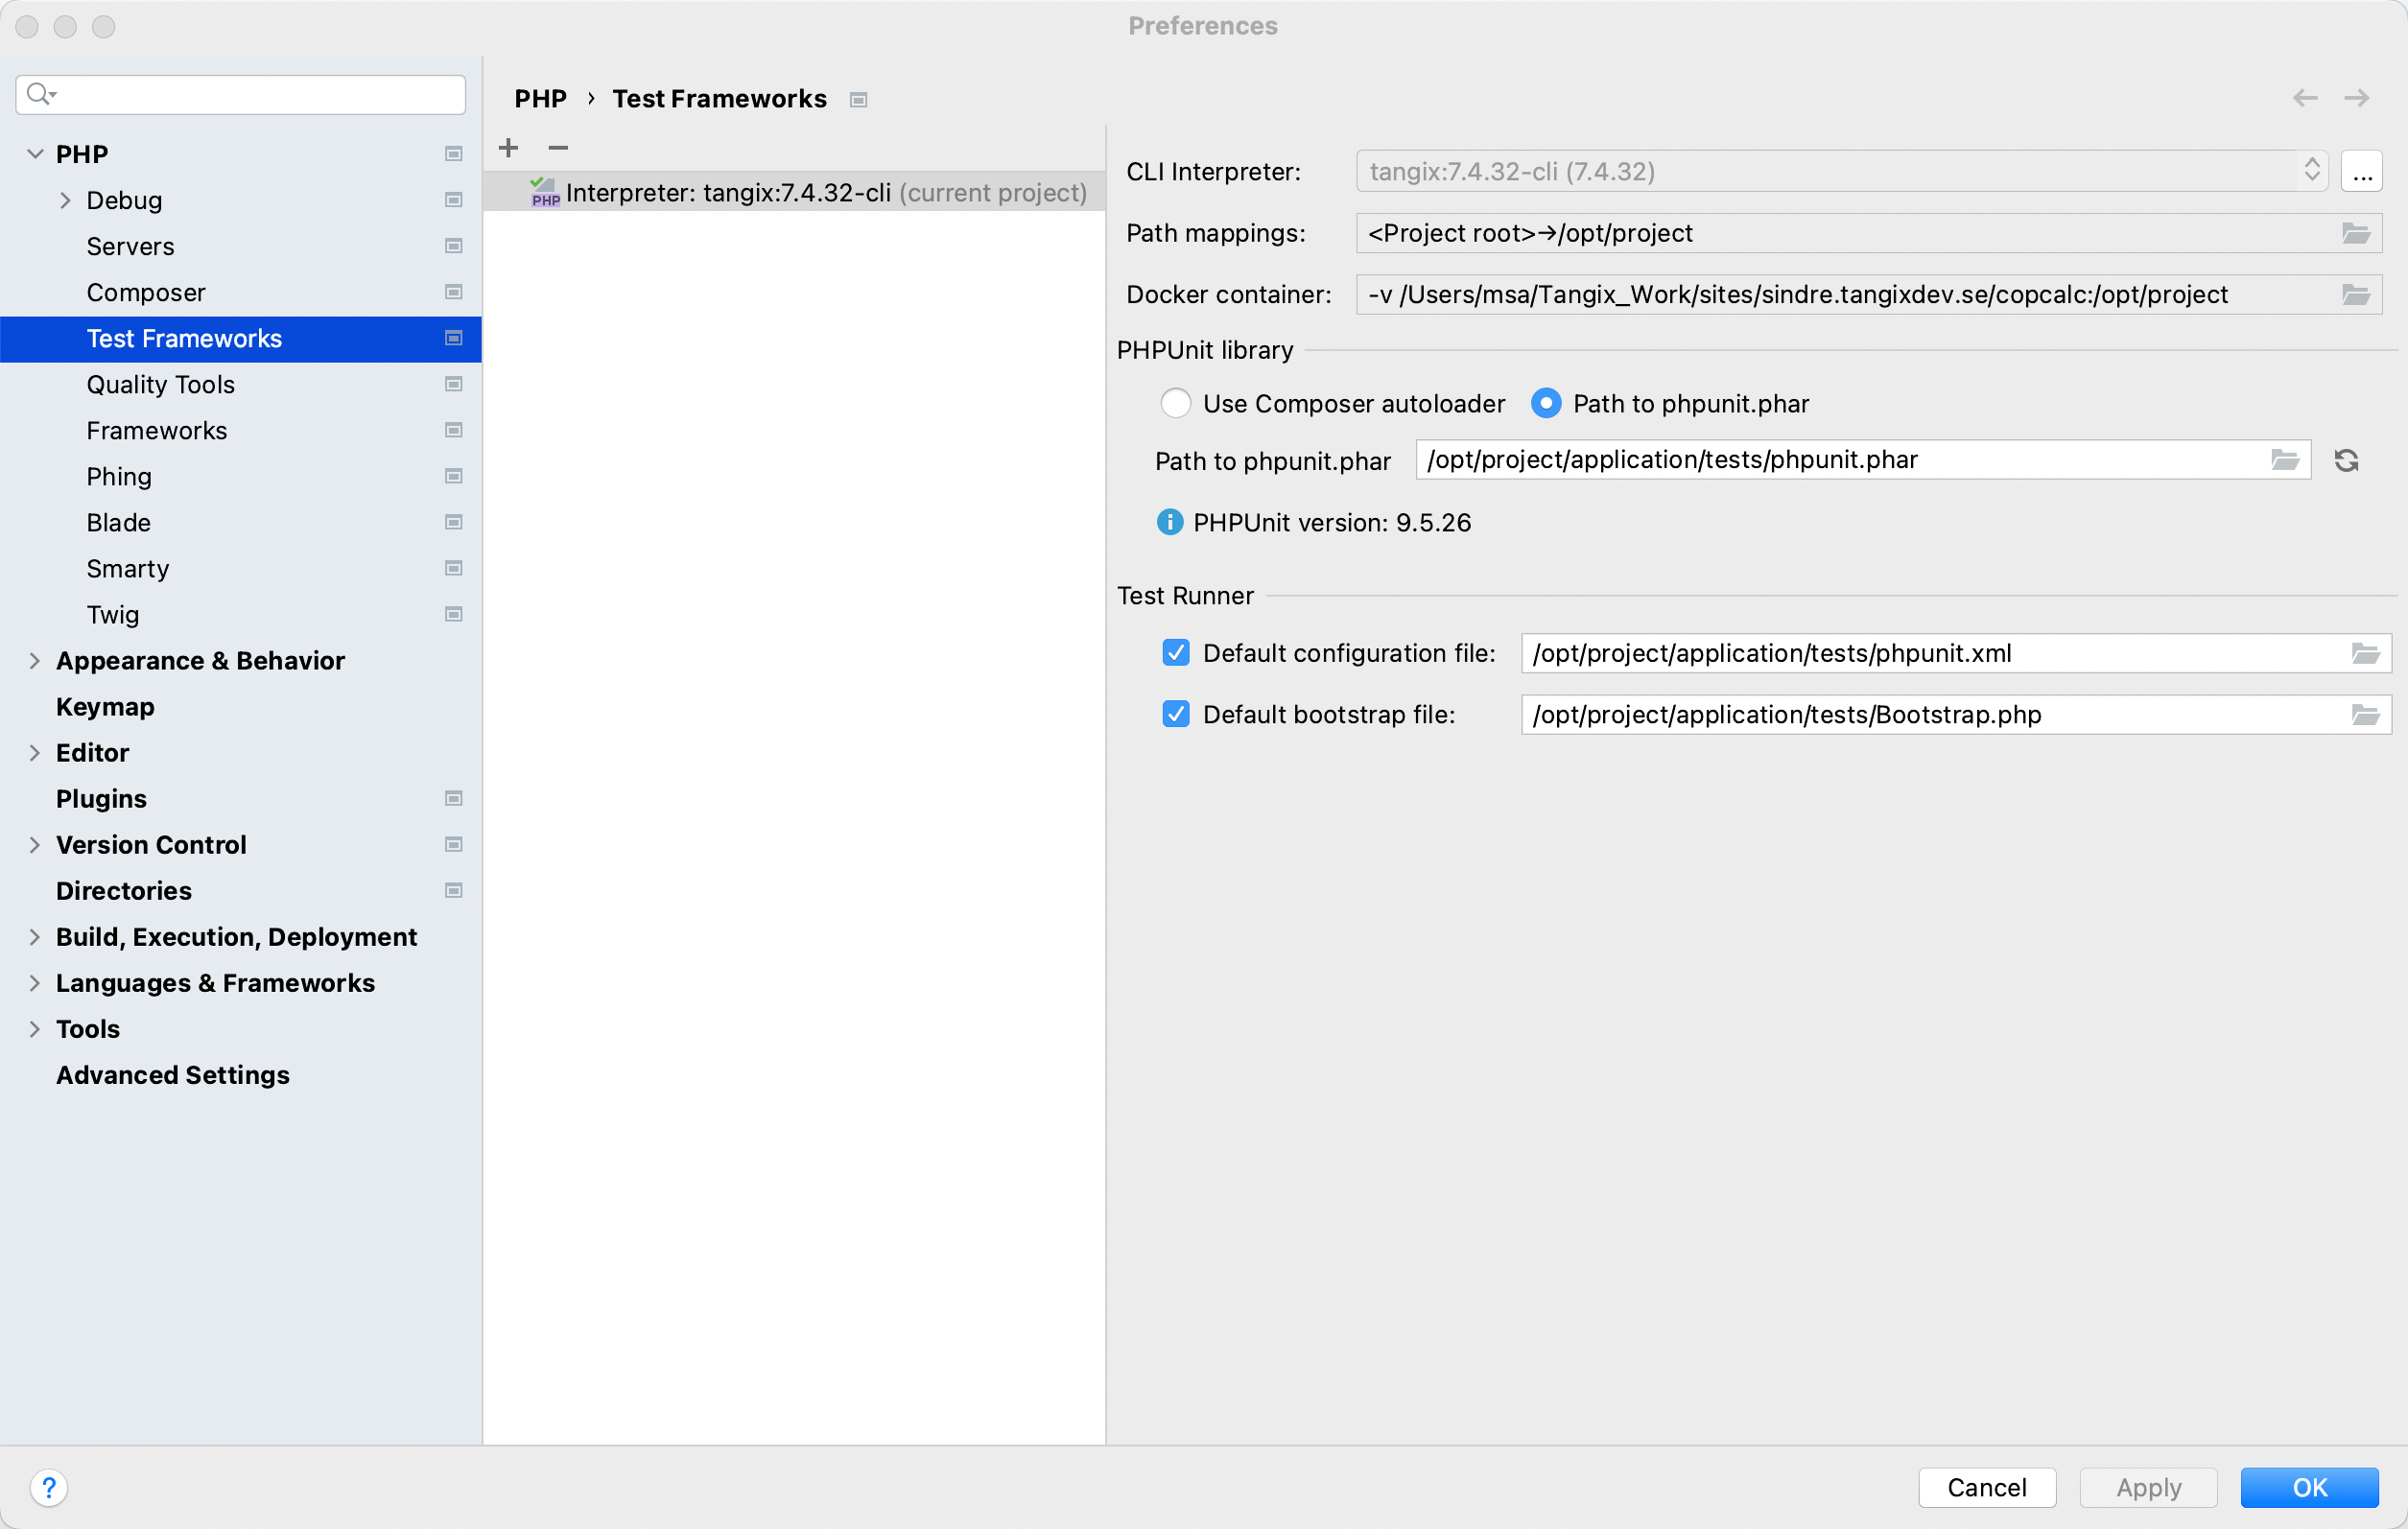 Preferences
PHP
Debug
Servers
Composer
Test Frameworks
Quality Tools
Frameworks
Phing
Blade
Smarty
Twig
Appearance & Behavior
Keymap
Editor
Plugins
Version Control
Directories
Build, Execution, Deployment
Languages & Frameworks
Tools
Advanced Settings
PHP › Test Frameworks
PHP Interpreter: tangix:7.4.32-cli (current project)
CLI Interpreter: tangix:7.4.32-cli (7.4.32) ...
Path mappings: <Project root>→/opt/project
Docker container: -v /Users/msa/Tangix_Work/sites/sindre.tangixdev.se/copcalc:/opt/project
PHPUnit library
Use Composer autoloader Path to phpunit.phar
Path to phpunit.phar /opt/project/application/tests/phpunit.phar
PHPUnit version: 9.5.26
Test Runner
Default configuration file: /opt/project/application/tests/phpunit.xml
Default bootstrap file: /opt/project/application/tests/Bootstrap.php
? Cancel Apply OK